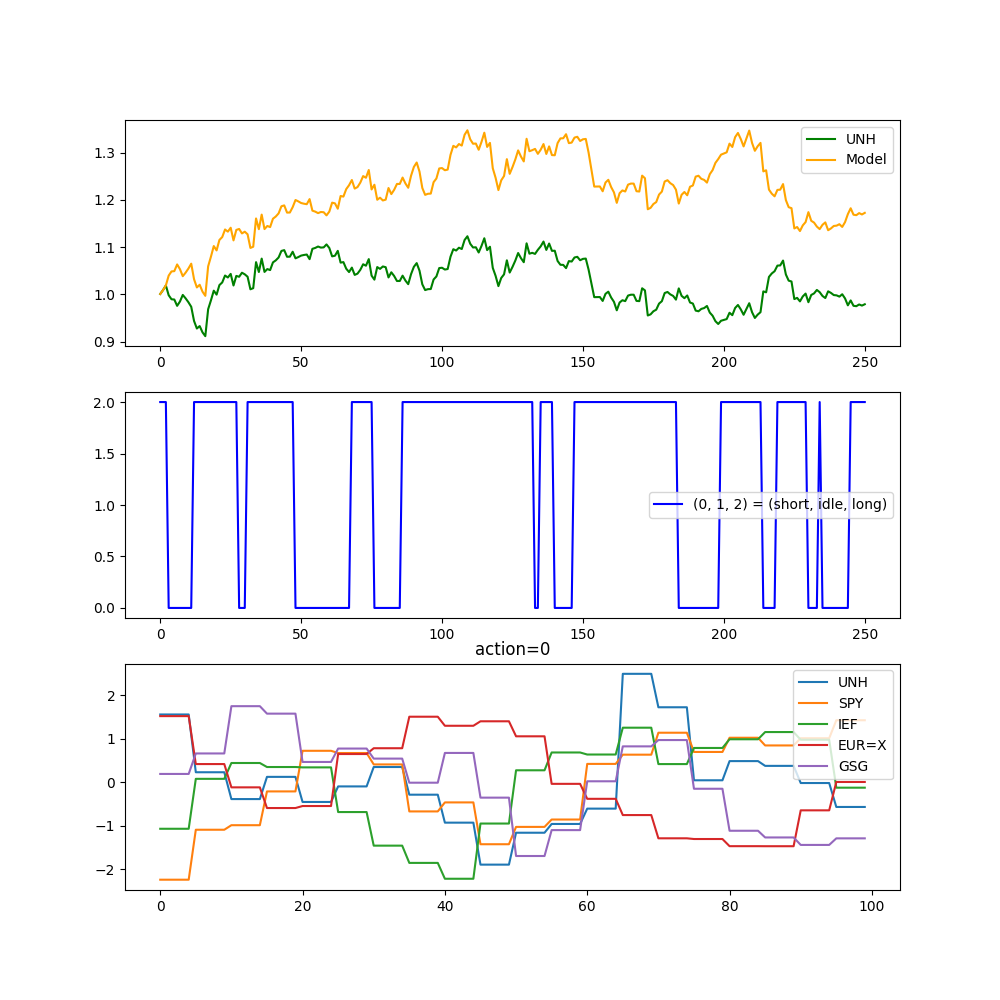 1.3
1.2
1.1
1.0
0.9
UNH
Model
0 50 100 150 200 250
2.0
1.5
1.0
0.5
0.0
(0, 1, 2) = (short, idle, long)
0 50 100 150 200 250
action=0
2
1
0
−1
−2
UNH
SPY
IEF
EUR=X
GSG
0 20 40 60 80 100